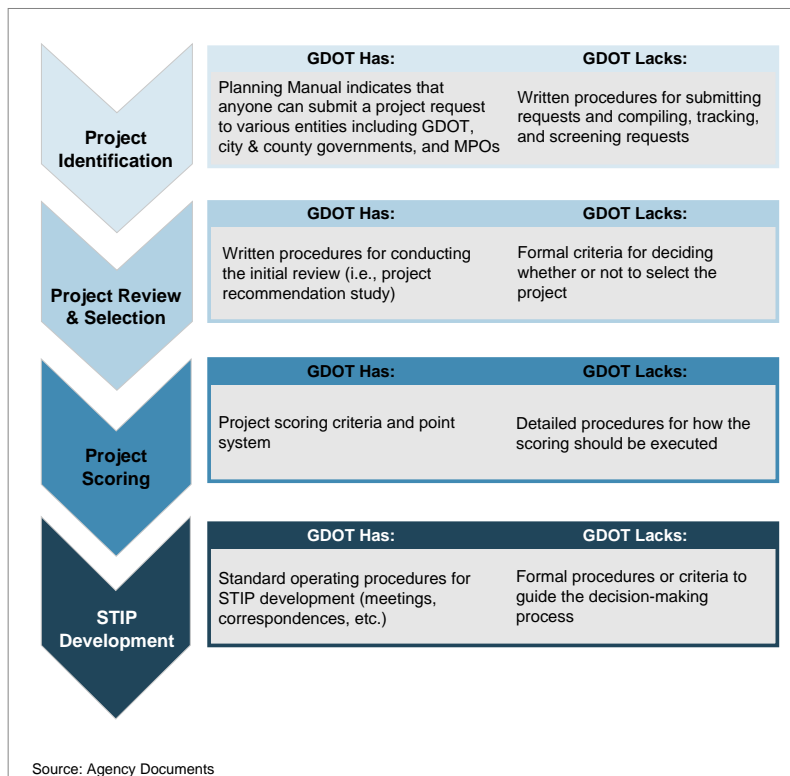 GDOT Has:
GDOT Lacks:
Project
Identification
Planning Manual indicates that
anyone can submit a project request
to various entities including GDOT,
city & county governments, and MPOs
Written procedures for submitting
requests and compiling, tracking,
and screening requests
GDOT Has:
GDOT Lacks:
Project Review
& Selection
Written procedures for conducting
the initial review (i.e., project
recommendation study)
Formal criteria for deciding
whether or not to select the
project
GDOT Has:
GDOT Lacks:
Project
Scoring
Project scoring criteria and point
system
Detailed procedures for how the
scoring should be executed
GDOT Has:
GDOT Lacks:
STIP
Development
Standard operating procedures for
STIP development (meetings,
correspondences, etc.)
Formal procedures or criteria to
guide the decision-making
process
Source: Agency Documents